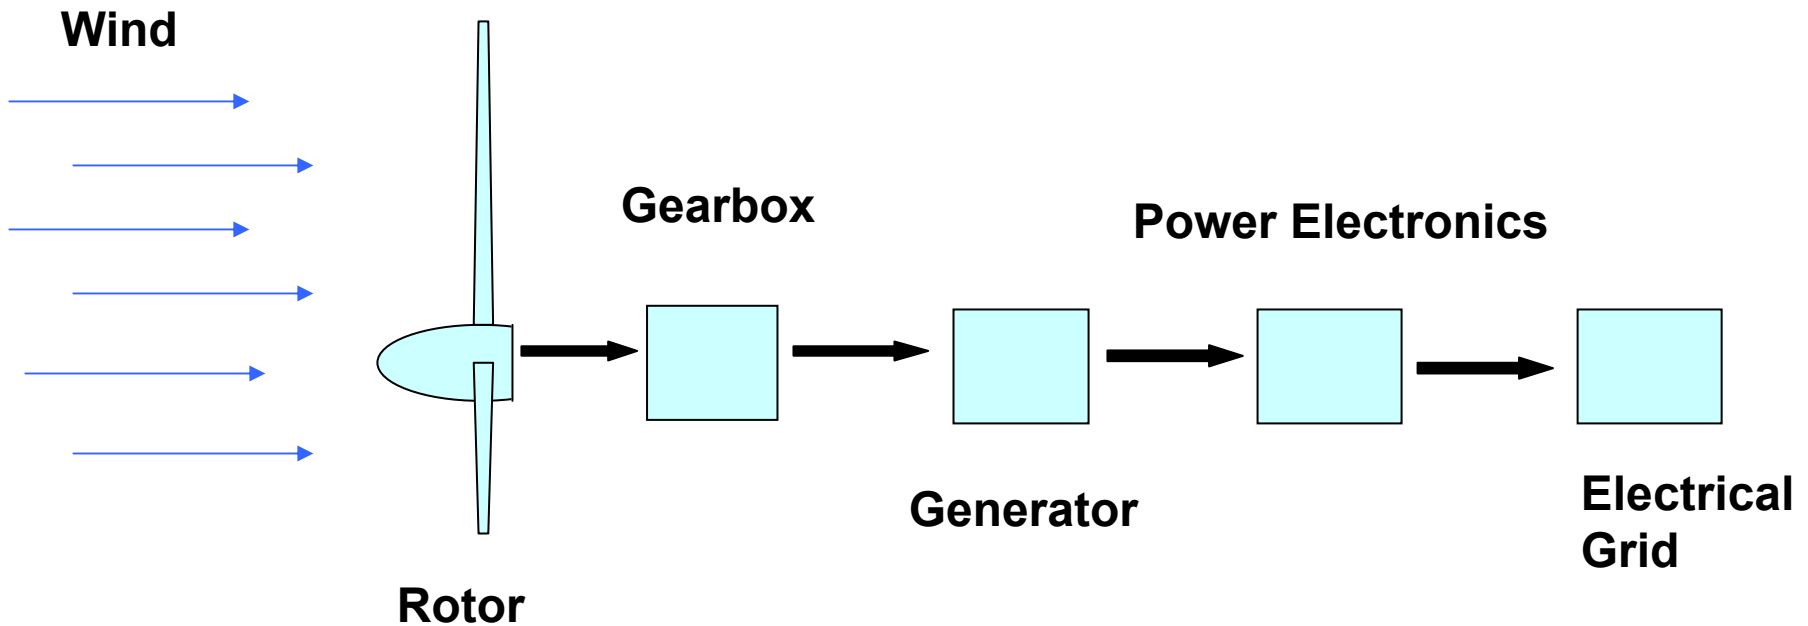 Wind
Gearbox
Power Electronics
Generator
Electrical
Grid
Rotor